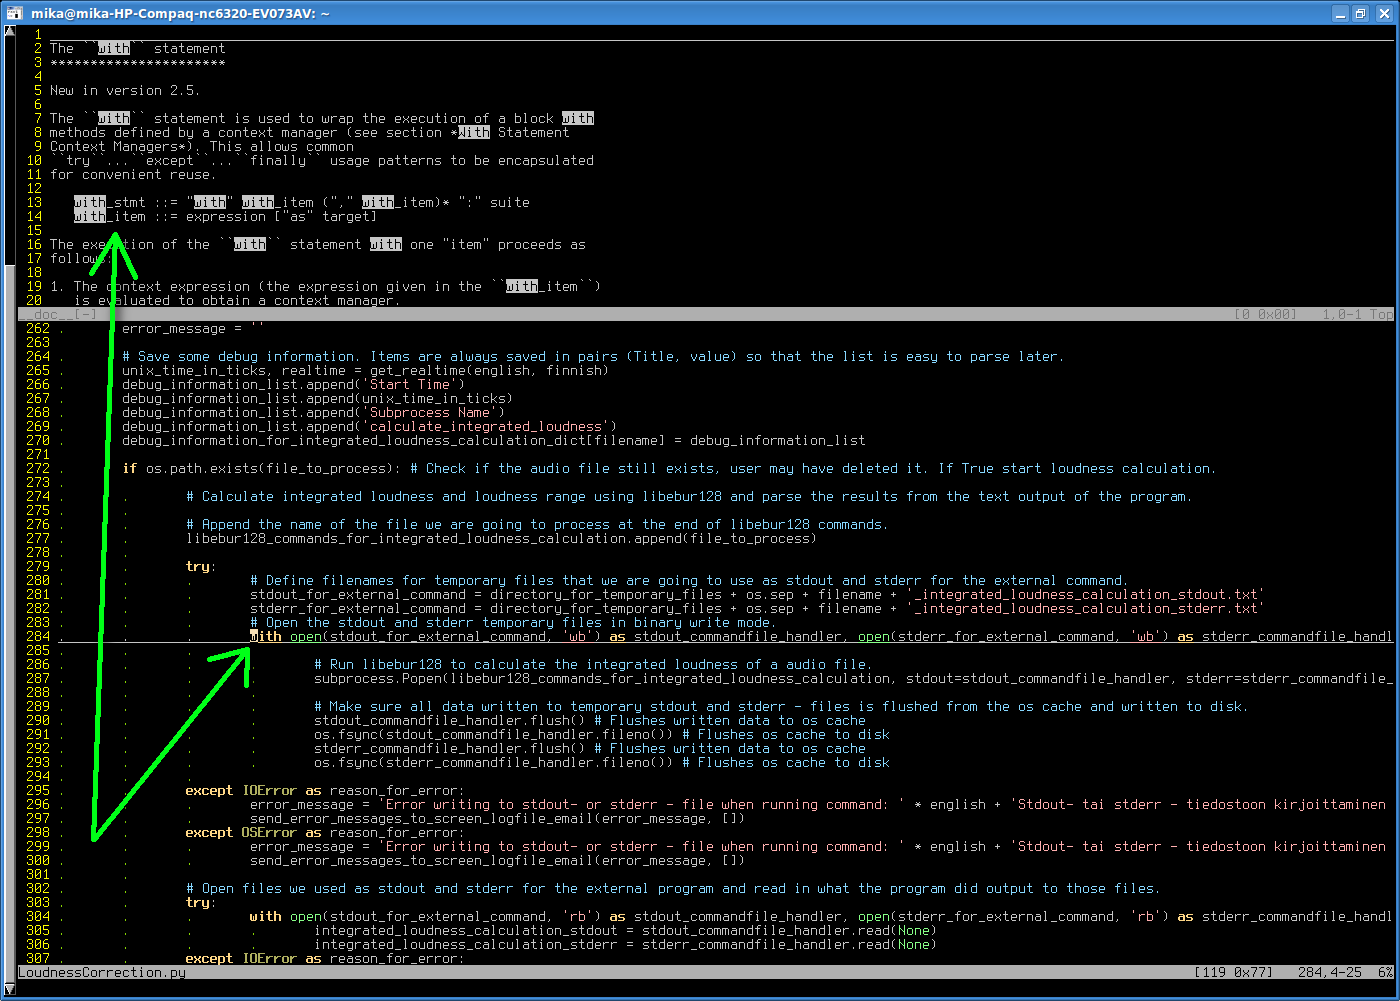 mika@mika-HP-Compaq-nc6320-EV073AV: ~
1
2 The ``with`` statement
3 **********************
4
5 New in version 2.5.
6
7 The ``with`` statement is used to wrap the execution of a block with
8 methods defined by a context manager (see section *With Statement
9 Context Managers*). This allows common
10 ``try``...``except``...``finally`` usage patterns to be encapsulated
11 for convenient reuse.
12
13    with_stmt ::= "with" with_item ("," with_item)* ":" suite
14    with_item ::= expression ["as" target]
15
16 The execution of the ``with`` statement with one "item" proceeds as
17 follows:
18
19 1. The context expression (the expression given in the ``with_item``)
20    is evaluated to obtain a context manager.
__doc__[-] [0 0x00] 1,0-1 Top
262 . error_message = ''
263 .
264 . # Save some debug information. Items are always saved in pairs (Title, value) so that the list is easy to parse later.
265 . unix_time_in_ticks, realtime = get_realtime(english, finnish)
266 . debug_information_list.append('Start Time')
267 . debug_information_list.append(unix_time_in_ticks)
268 . debug_information_list.append('Subprocess Name')
269 . debug_information_list.append('calculate_integrated_loudness')
270 . debug_information_for_integrated_loudness_calculation_dict[filename] = debug_information_list
271 .
272 . if os.path.exists(file_to_process): # Check if the audio file still exists, user may have deleted it. If True start loudness calculation.
273 . .
274 . . # Calculate integrated loudness and loudness range using libebur128 and parse the results from the text output of the program.
275 . .
276 . . # Append the name of the file we are going to process at the end of libebur128 commands.
277 . . libebur128_commands_for_integrated_loudness_calculation.append(file_to_process)
278 . .
279 . . try:
280 . . . # Define filenames for temporary files that we are going to use as stdout and stderr for the external command.
281 . . . stdout_for_external_command = directory_for_temporary_files + os.sep + filename + '_integrated_loudness_calculation_stdout.txt'
282 . . . stderr_for_external_command = directory_for_temporary_files + os.sep + filename + '_integrated_loudness_calculation_stderr.txt'
283 . . . # Open the stdout and stderr temporary files in binary write mode.
284 . . . with open(stdout_for_external_command, 'wb') as stdout_commandfile_handler, open(stderr_for_external_command, 'wb') as stderr_commandfile_handl
285 . . . .
286 . . . . # Run libebur128 to calculate the integrated loudness of a audio file.
287 . . . . subprocess.Popen(libebur128_commands_for_integrated_loudness_calculation, stdout=stdout_commandfile_handler, stderr=stderr_commandfile_
288 . . . .
289 . . . . # Make sure all data written to temporary stdout and stderr - files is flushed from the os cache and written to disk.
290 . . . . stdout_commandfile_handler.flush() # Flushes written data to os cache
291 . . . . os.fsync(stdout_commandfile_handler.fileno()) # Flushes os cache to disk
292 . . . . stderr_commandfile_handler.flush() # Flushes written data to os cache
293 . . . . os.fsync(stderr_commandfile_handler.fileno()) # Flushes os cache to disk
294 . .
295 . . except IOError as reason_for_error:
296 . . . error_message = 'Error writing to stdout- or stderr - file when running command: ' * english + 'Stdout- tai stderr - tiedostoon kirjoittaminen
297 . . . send_error_messages_to_screen_logfile_email(error_message, [])
298 . . except OSError as reason_for_error:
299 . . . error_message = 'Error writing to stdout- or stderr - file when running command: ' * english + 'Stdout- tai stderr - tiedostoon kirjoittaminen
300 . . . send_error_messages_to_screen_logfile_email(error_message, [])
301 . .
302 . . # Open files we used as stdout and stderr for the external program and read in what the program did output to those files.
303 . . try:
304 . . . with open(stdout_for_external_command, 'rb') as stdout_commandfile_handler, open(stderr_for_external_command, 'rb') as stderr_commandfile_handl
305 . . . . integrated_loudness_calculation_stdout = stdout_commandfile_handler.read(None)
306 . . . . integrated_loudness_calculation_stderr = stderr_commandfile_handler.read(None)
307 . . except IOError as reason_for_error:
LoudnessCorrection.py [119 0x77] 284,4-25 6%